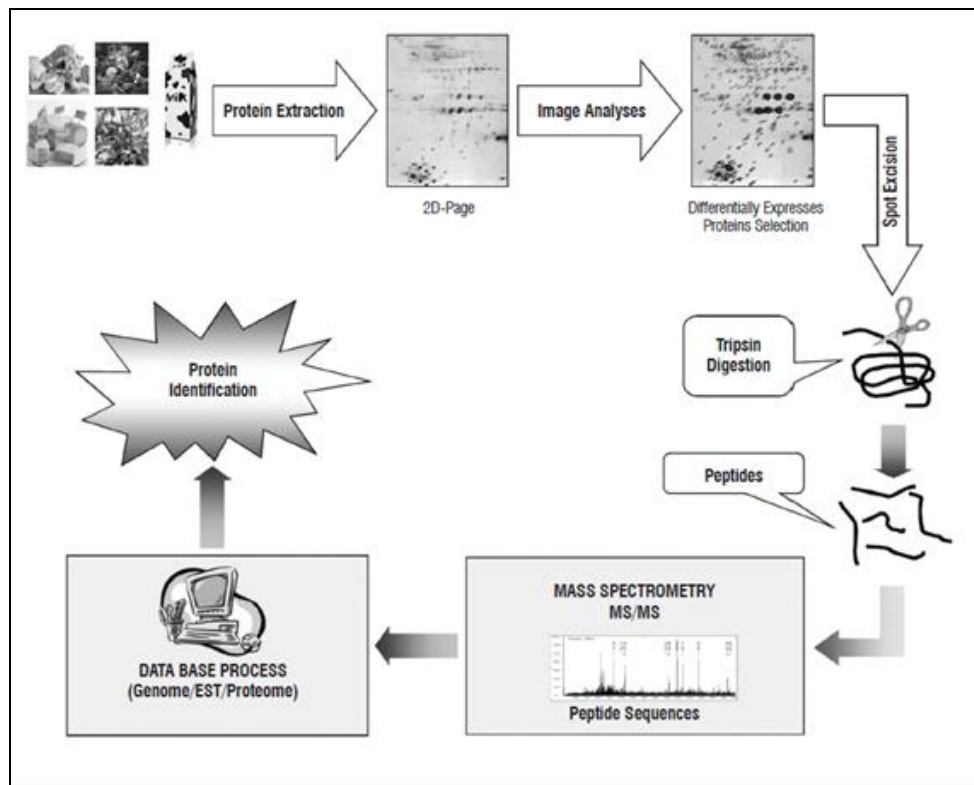 Milk
Protein Extraction
Image Analyses
2D-Page
Differentially Expresses
Proteins Selection
Spot Excision
Tripsin
Digestion
Peptides
MASS SPECTROMETRY
MS/MS
Peptide Sequences
DATA BASE PROCESS
(Genome/EST/Proteome)
Protein
Identification